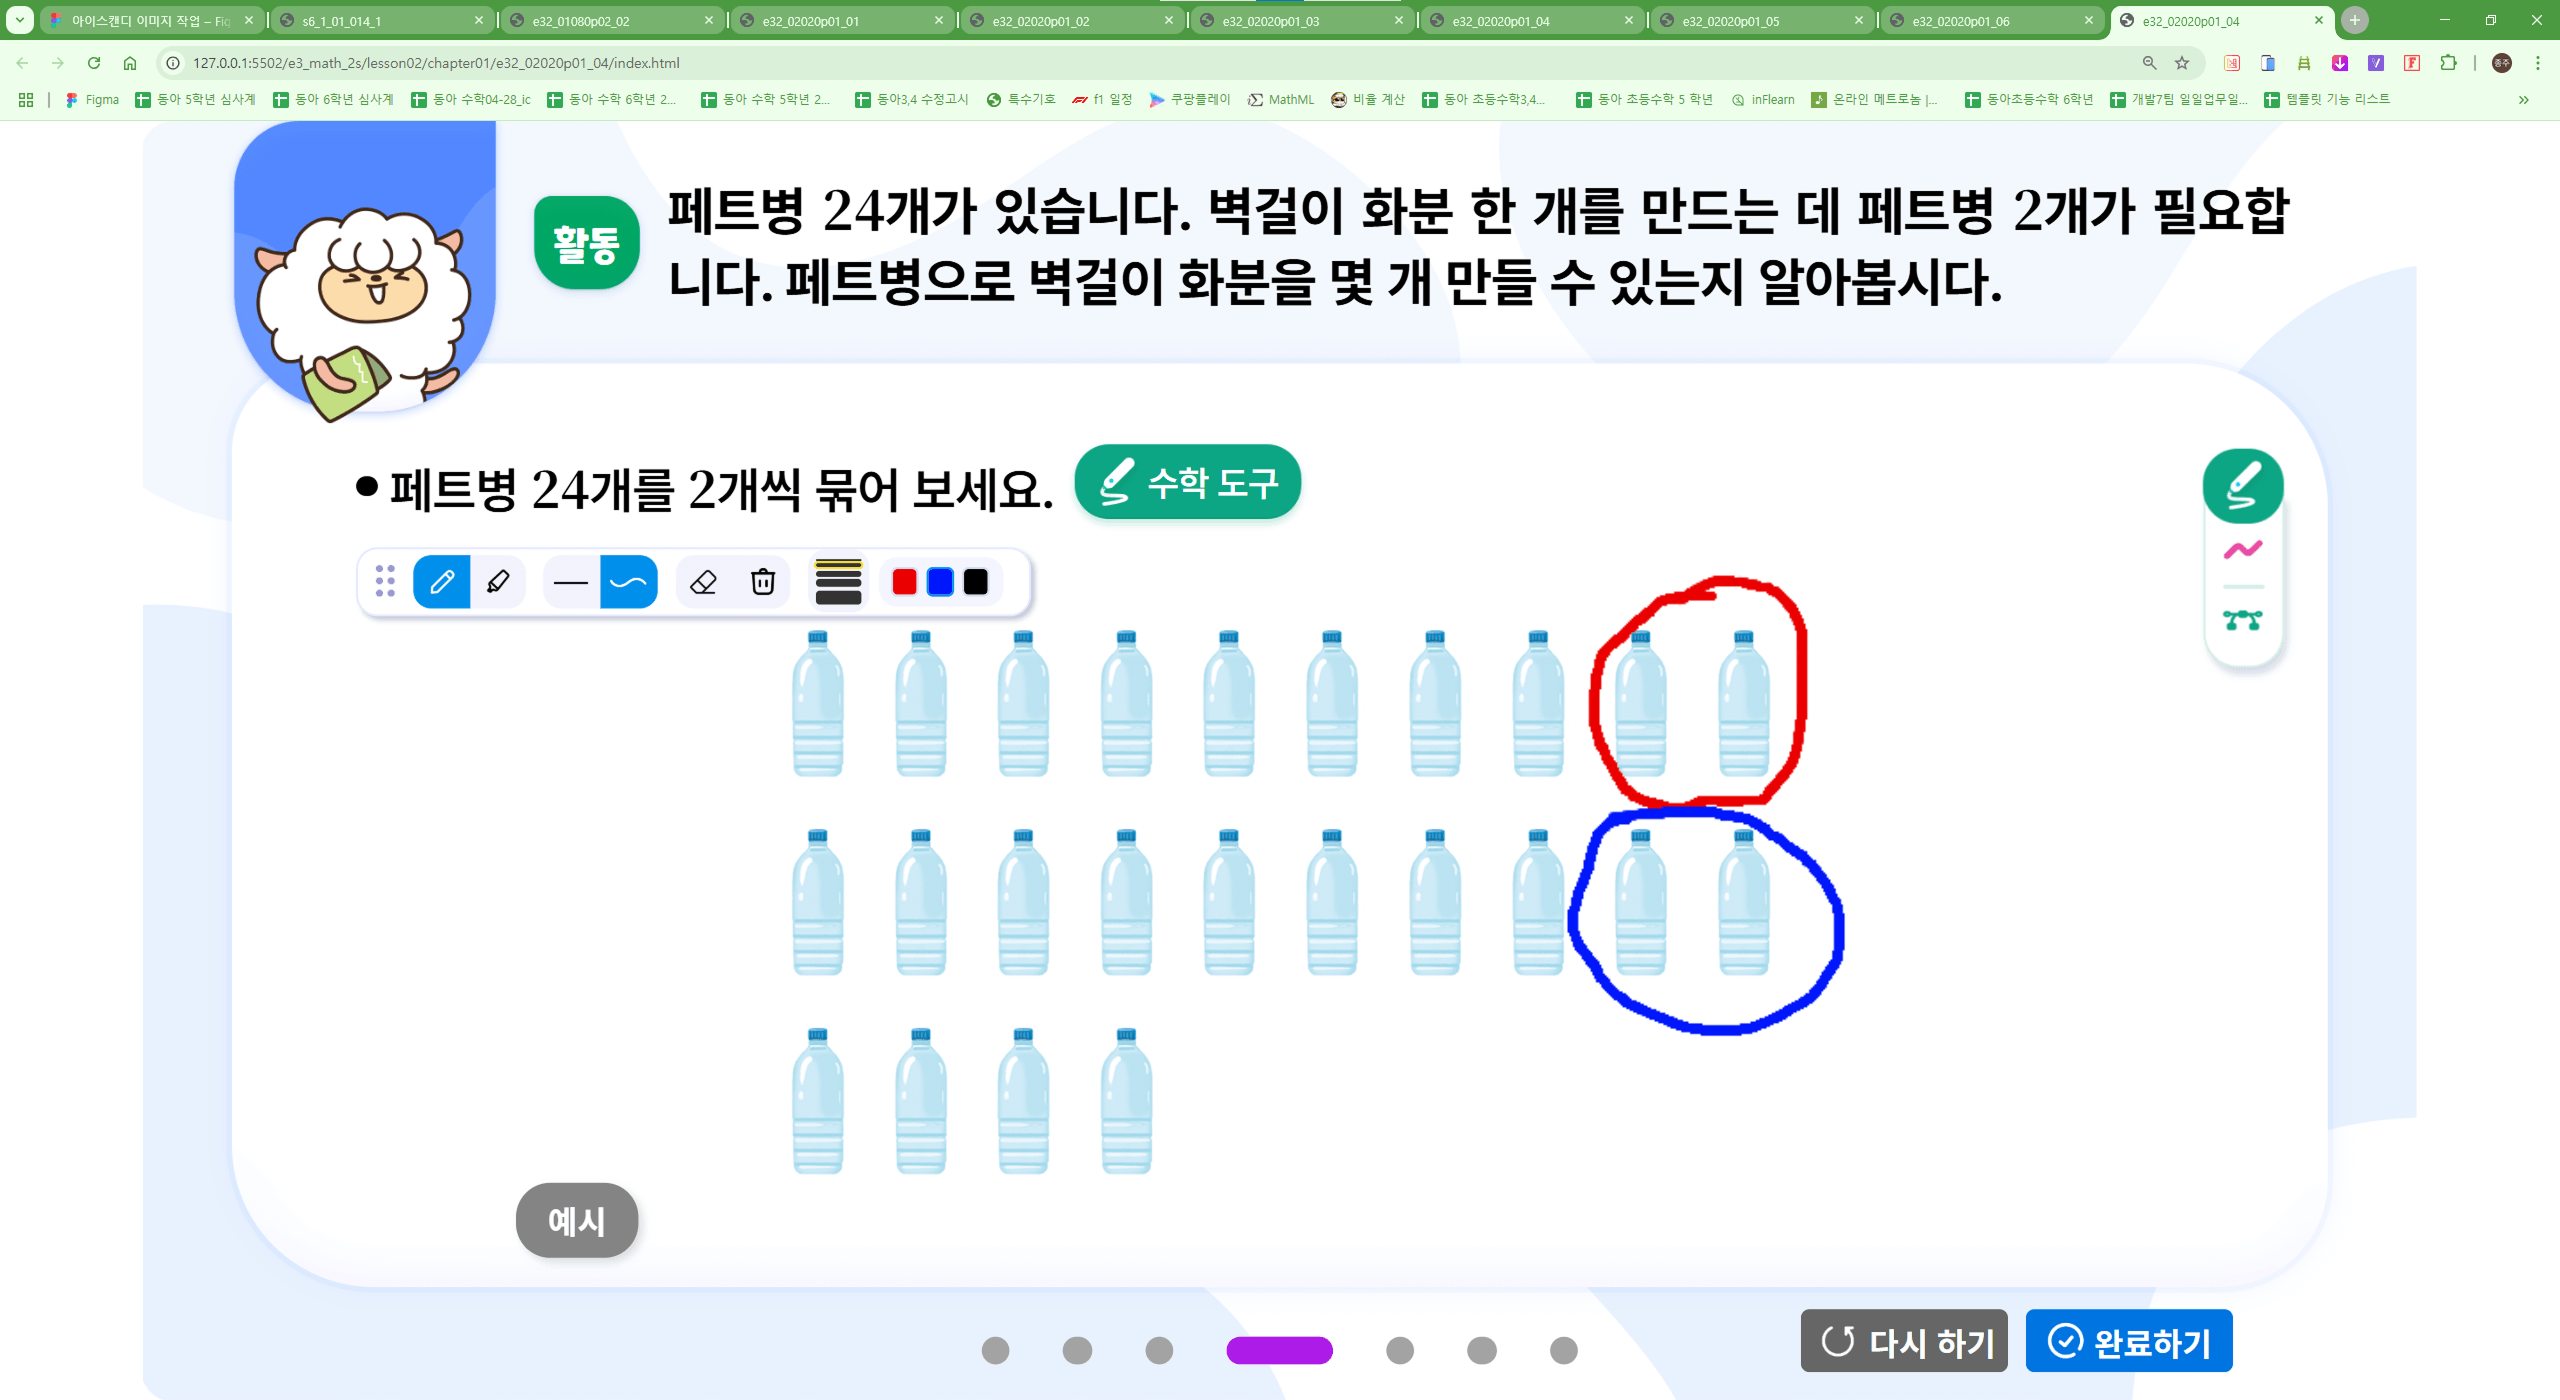 아이스캔디 이미지 작업 – Fig
s6_1_01_014_1
e32_01080p02_02
e32_02020p01_01
e32_02020p01_02
e32_02020p01_03
e32_02020p01_04
e32_02020p01_05
e32_02020p01_06
e32_02020p01_04
127.0.0.1:5502/e3_math_2s/lesson02/chapter01/e32_02020p01_04/index.html
종주
Figma
동아 5학년 심사계
동아 6학년 심사계
동아 수학04-28_ic
동아 수학 6학년 2...
동아 수학 5학년 2...
동아3,4 수정고시
특수기호
f1 일정
쿠팡플레이
MathML
비율 계산
동아 초등수학3,4...
동아 초등수학 5 학년
inFlearn
온라인 메트로놈 |...
동아초등수학 6학년
개발7팀 일일업무일...
템플릿 기능 리스트
활동
페트병 24개가 있습니다. 벽걸이 화분 한 개를 만드는 데 페트병 2개가 필요합
니다. 페트병으로 벽걸이 화분을 몇 개 만들 수 있는지 알아봅시다.
● 페트병 24개를 2개씩 묶어 보세요.
수학 도구
예시
다시 하기
완료하기